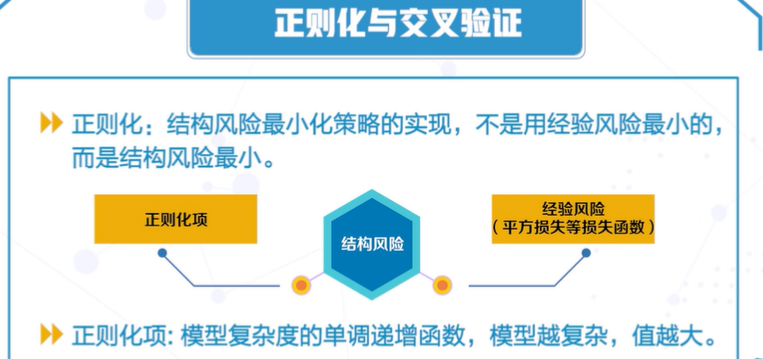 正则化与交叉验证
正则化：结构风险最小化策略的实现，不是用经验风险最小的，
而是结构风险最小。
正则化项
结构风险
经验风险
（平方损失等损失函数）
正则化项: 模型复杂度的单调递增函数，模型越复杂，值越大。